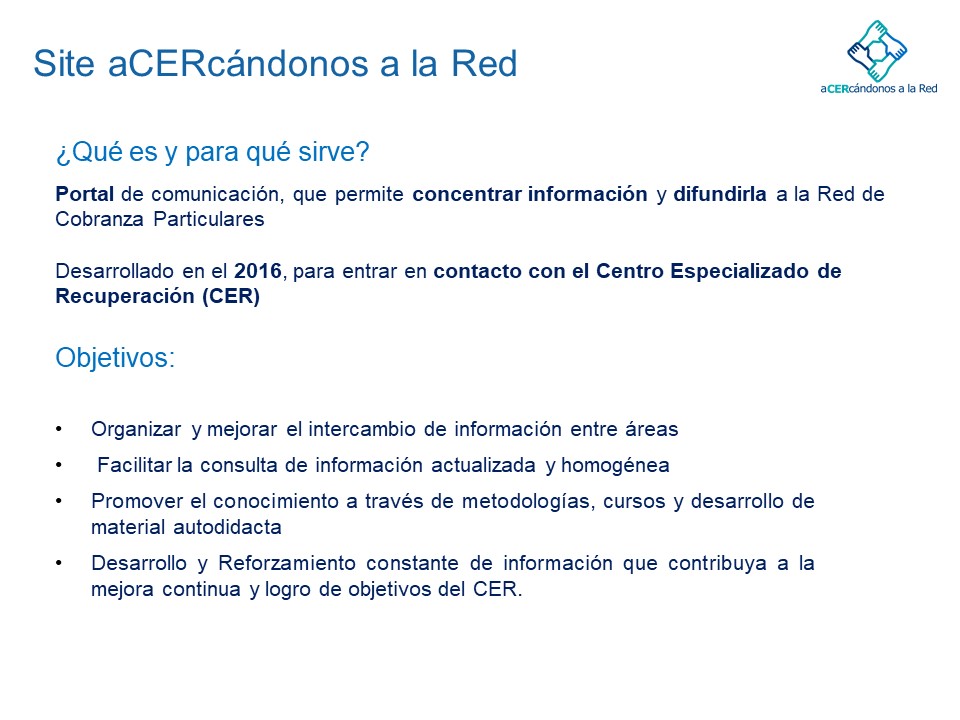 Site aCERcándonos a la Red
aCERcándonos a la Red
¿Qué es y para qué sirve?
Portal de comunicación, que permite concentrar información y difundirla a la Red de
Cobranza Particulares
Desarrollado en el 2016, para entrar en contacto con el Centro Especializado de
Recuperación (CER)
Objetivos:
• Organizar y mejorar el intercambio de información entre áreas
• Facilitar la consulta de información actualizada y homogénea
• Promover el conocimiento a través de metodologías, cursos y desarrollo de
material autodidacta
• Desarrollo y Reforzamiento constante de información que contribuya a la
mejora continua y logro de objetivos del CER.